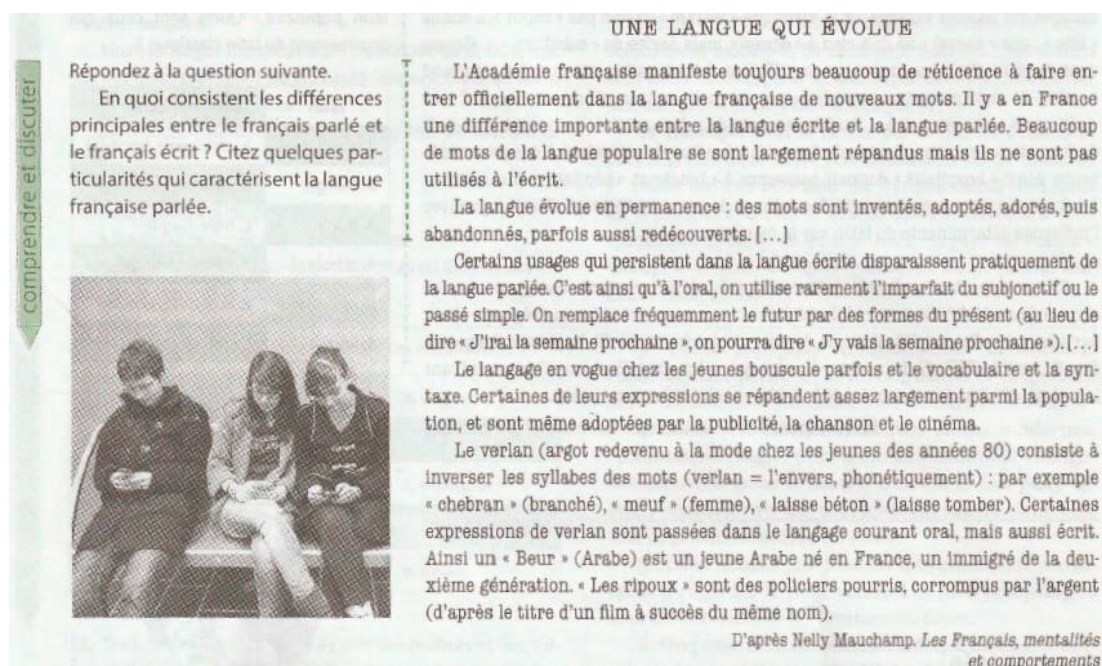 comprendre et discuter
Répondez à la question suivante.
En quoi consistent les différences
principales entre le français parlé et
le français écrit ? Citez quelques par-
ticularités qui caractérisent la langue
française parlée.
UNE LANGUE QUI ÉVOLUE
L'Académie française manifeste toujours beaucoup de réticence à faire en-
trer officiellement dans la langue française de nouveaux mots. Il y a en France
une différence importante entre la langue écrite et la langue parlée. Beaucoup
de mots de la langue populaire se sont largement répandus mais ils ne sont pas
utilisés à l'écrit.
La langue évolue en permanence : des mots sont inventés, adoptés, adorés, puis
abandonnés, parfois aussi redécouverts. [...]
Certains usages qui persistent dans la langue écrite disparaissent pratiquement de
la langue parlée. C'est ainsi qu'à l'oral, on utilise rarement l'imparfait du subjonctif ou le
passé simple. On remplace fréquemment le futur par des formes du présent (au lieu de
dire « J'irai la semaine prochaine », on pourra dire « J'y vais la semaine prochaine »). [...]
Le langage en vogue chez les jeunes bouscule parfois et le vocabulaire et la syn-
taxe. Certaines de leurs expressions se répandent assez largement parmi la popula-
tion, et sont même adoptées par la publicité, la chanson et le cinéma.
Le verlan (argot redevenu à la mode chez les jeunes des années 80) consiste à
inverser les syllabes des mots (verlan = l'envers, phonétiquement) : par exemple
« chebran » (branché), « meuf » (femme), « laisse béton » (laisse tomber). Certaines
expressions de verlan sont passées dans le langage courant oral, mais aussi écrit.
Ainsi un « Beur » (Arabe) est un jeune Arabe né en France, un immigré de la deu-
xième génération. « Les ripoux » sont des policiers pourris, corrompus par l'argent
(d'après le titre d'un film à succès du même nom).
D'après Nelly Mauchamp. Les Français, mentalités
et comportements